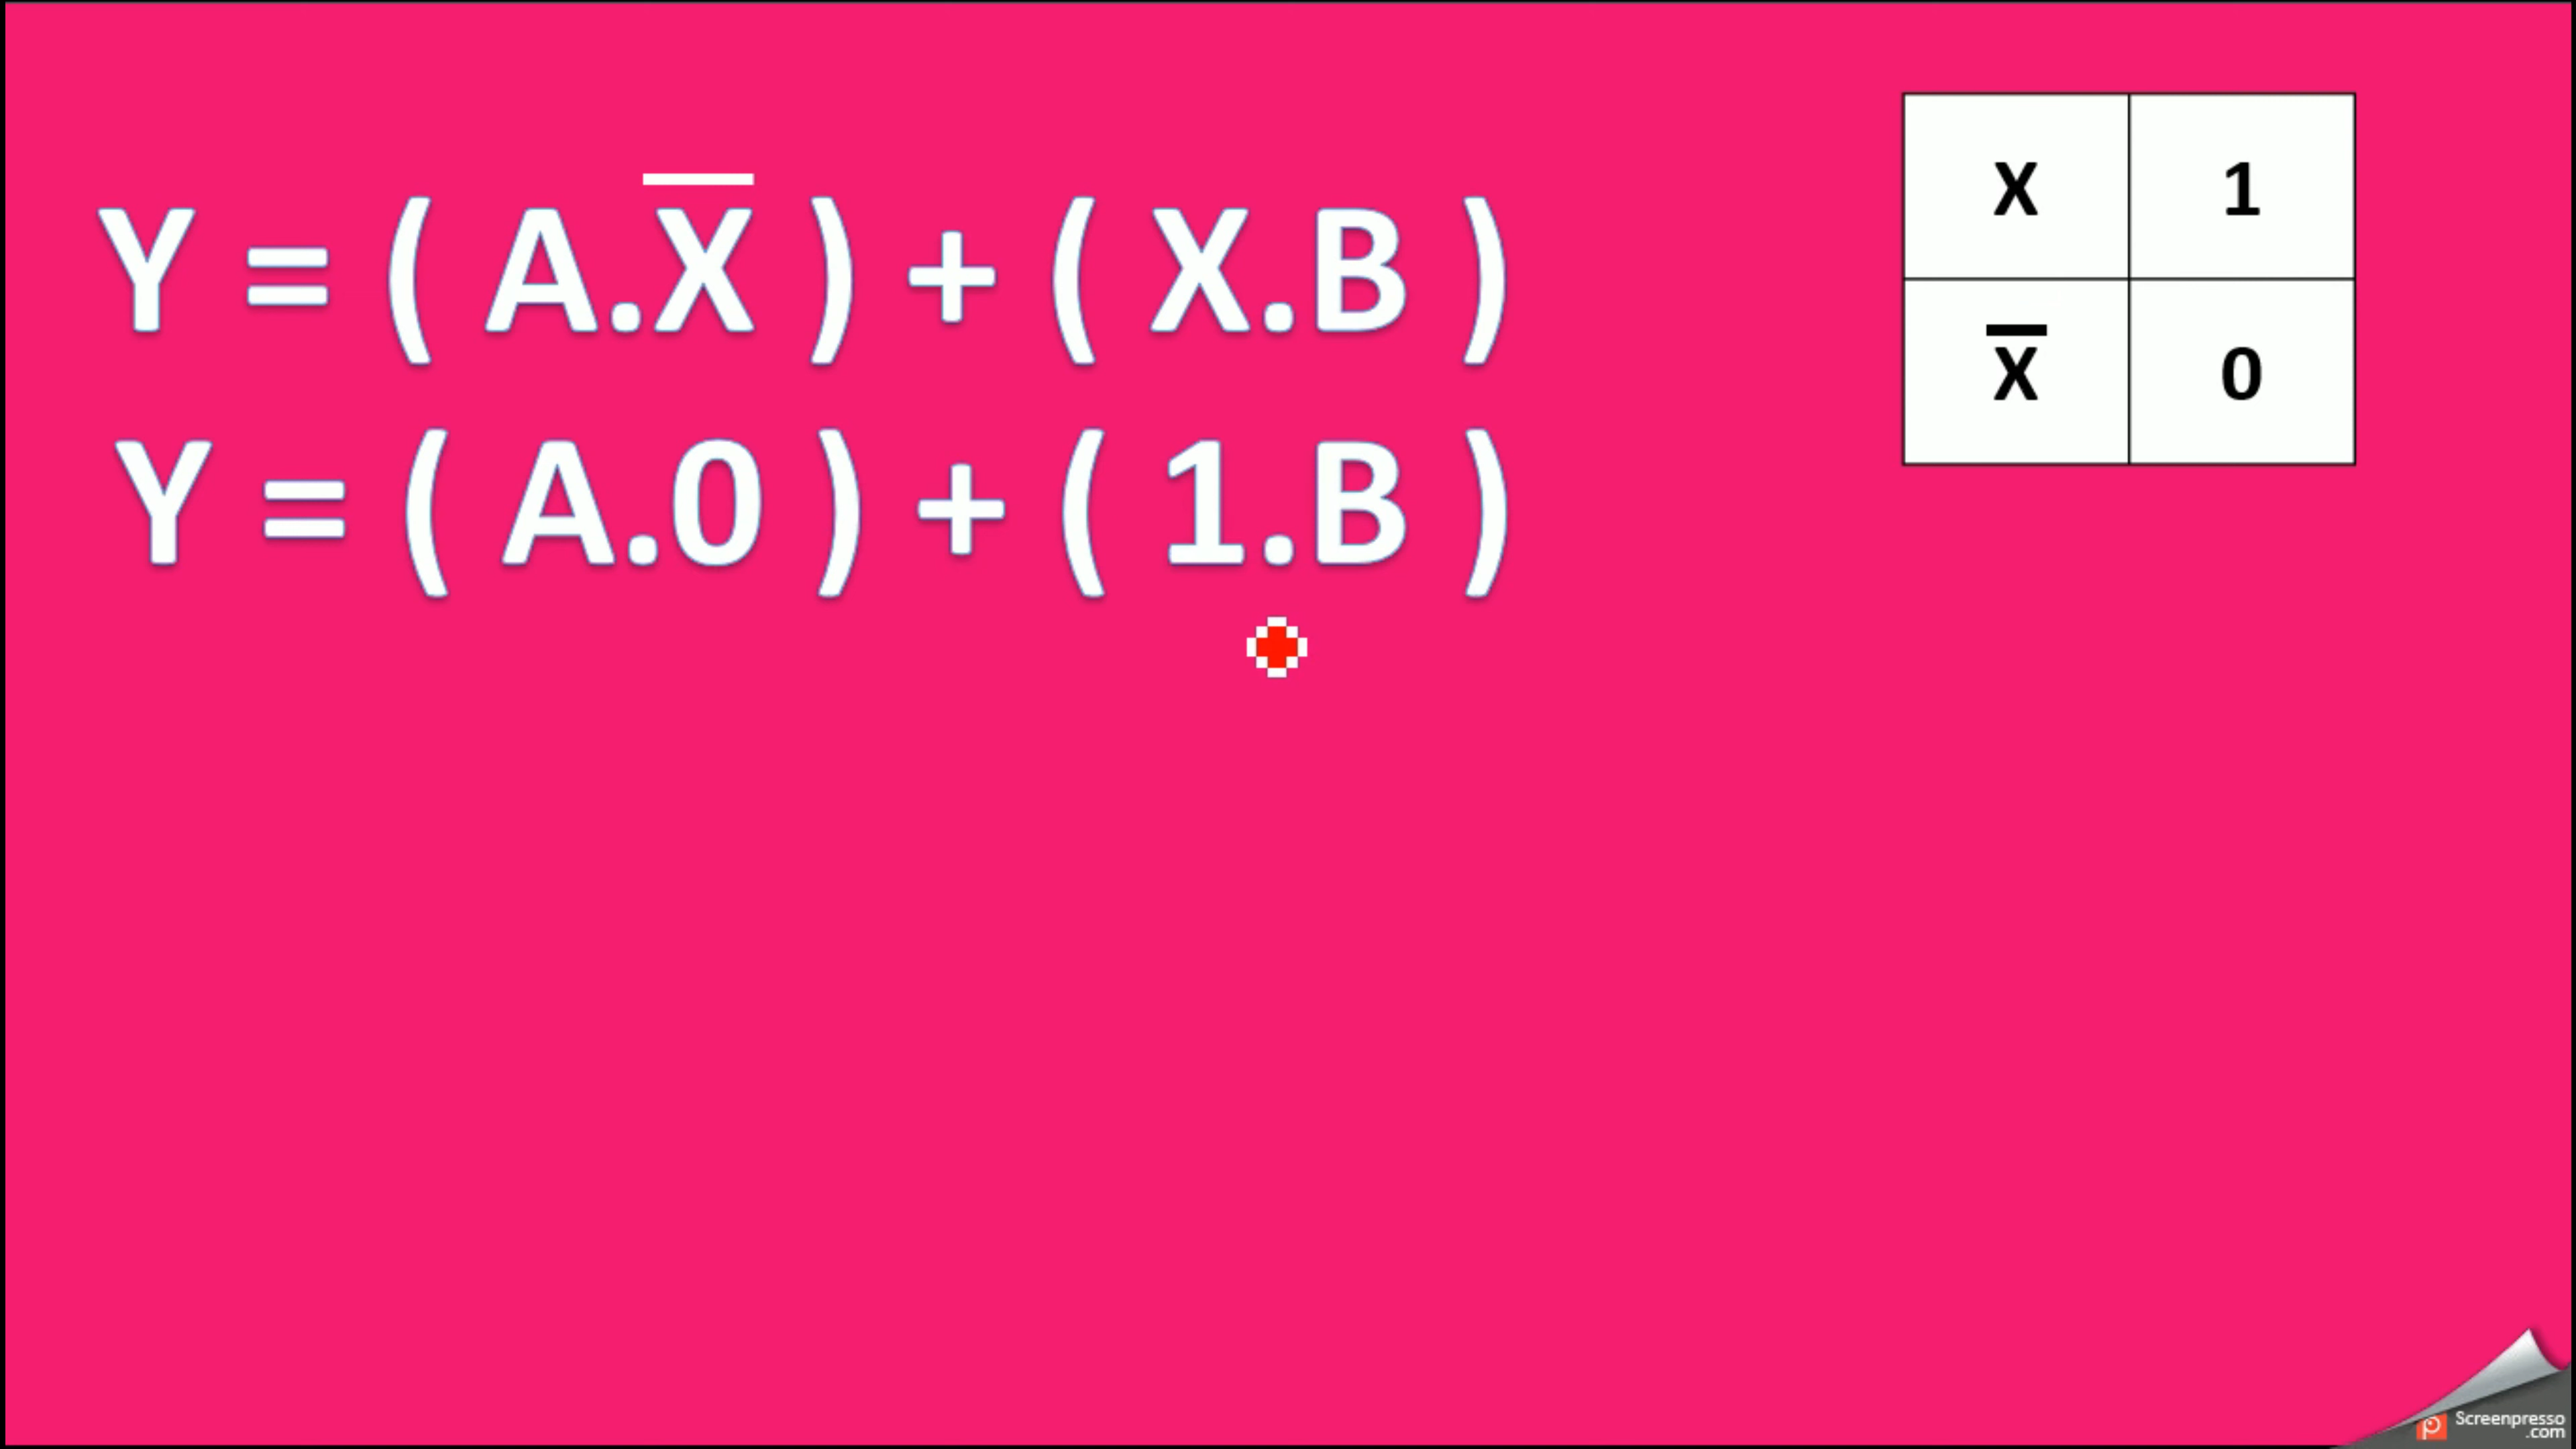 Y = ( A.X̅ ) + ( X.B )
Y = ( A.0 ) + ( 1.B )
X 1
X̅ 0
Screenpresso
.com